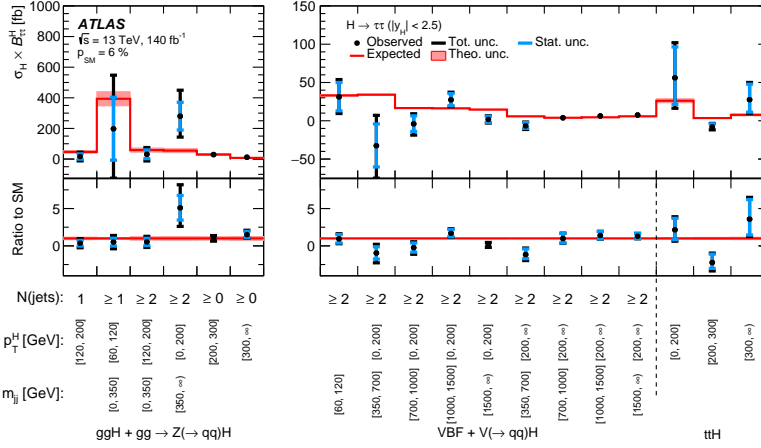 σ_H × B^H_ττ [fb]
1000
800
600
400
200
0
ATLAS
√s = 13 TeV, 140 fb⁻¹
p_SM = 6 %
150
100
50
0
−50
H → ττ (|y_H| < 2.5)
Observed Tot. unc. Stat. unc.
Expected Theo. unc.
Ratio to SM
5
0
5
0
N(jets): 1 ≥ 1 ≥ 2 ≥ 2 ≥ 0 ≥ 0 ≥ 2 ≥ 2 ≥ 2 ≥ 2 ≥ 2 ≥ 2 ≥ 2 ≥ 2 ≥ 2
p_T^H [GeV]: [120, 200] [60, 120] [120, 200] [0, 200] [200, 300] [300, ∞) [0, 200] [0, 200] [0, 200] [0, 200] [200, ∞) [200, ∞) [200, ∞) [200, ∞) [0, 200] [200, 300] [300, ∞)
m_jj [GeV]: [0, 350] [0, 350] [350, ∞) [60, 120] [350, 700] [700, 1000] [1000, 1500] [1500, ∞) [350, 700] [700, 1000] [1000, 1500] [1500, ∞)
ggH + gg → Z(→ qq)H VBF + V(→ qq)H ttH